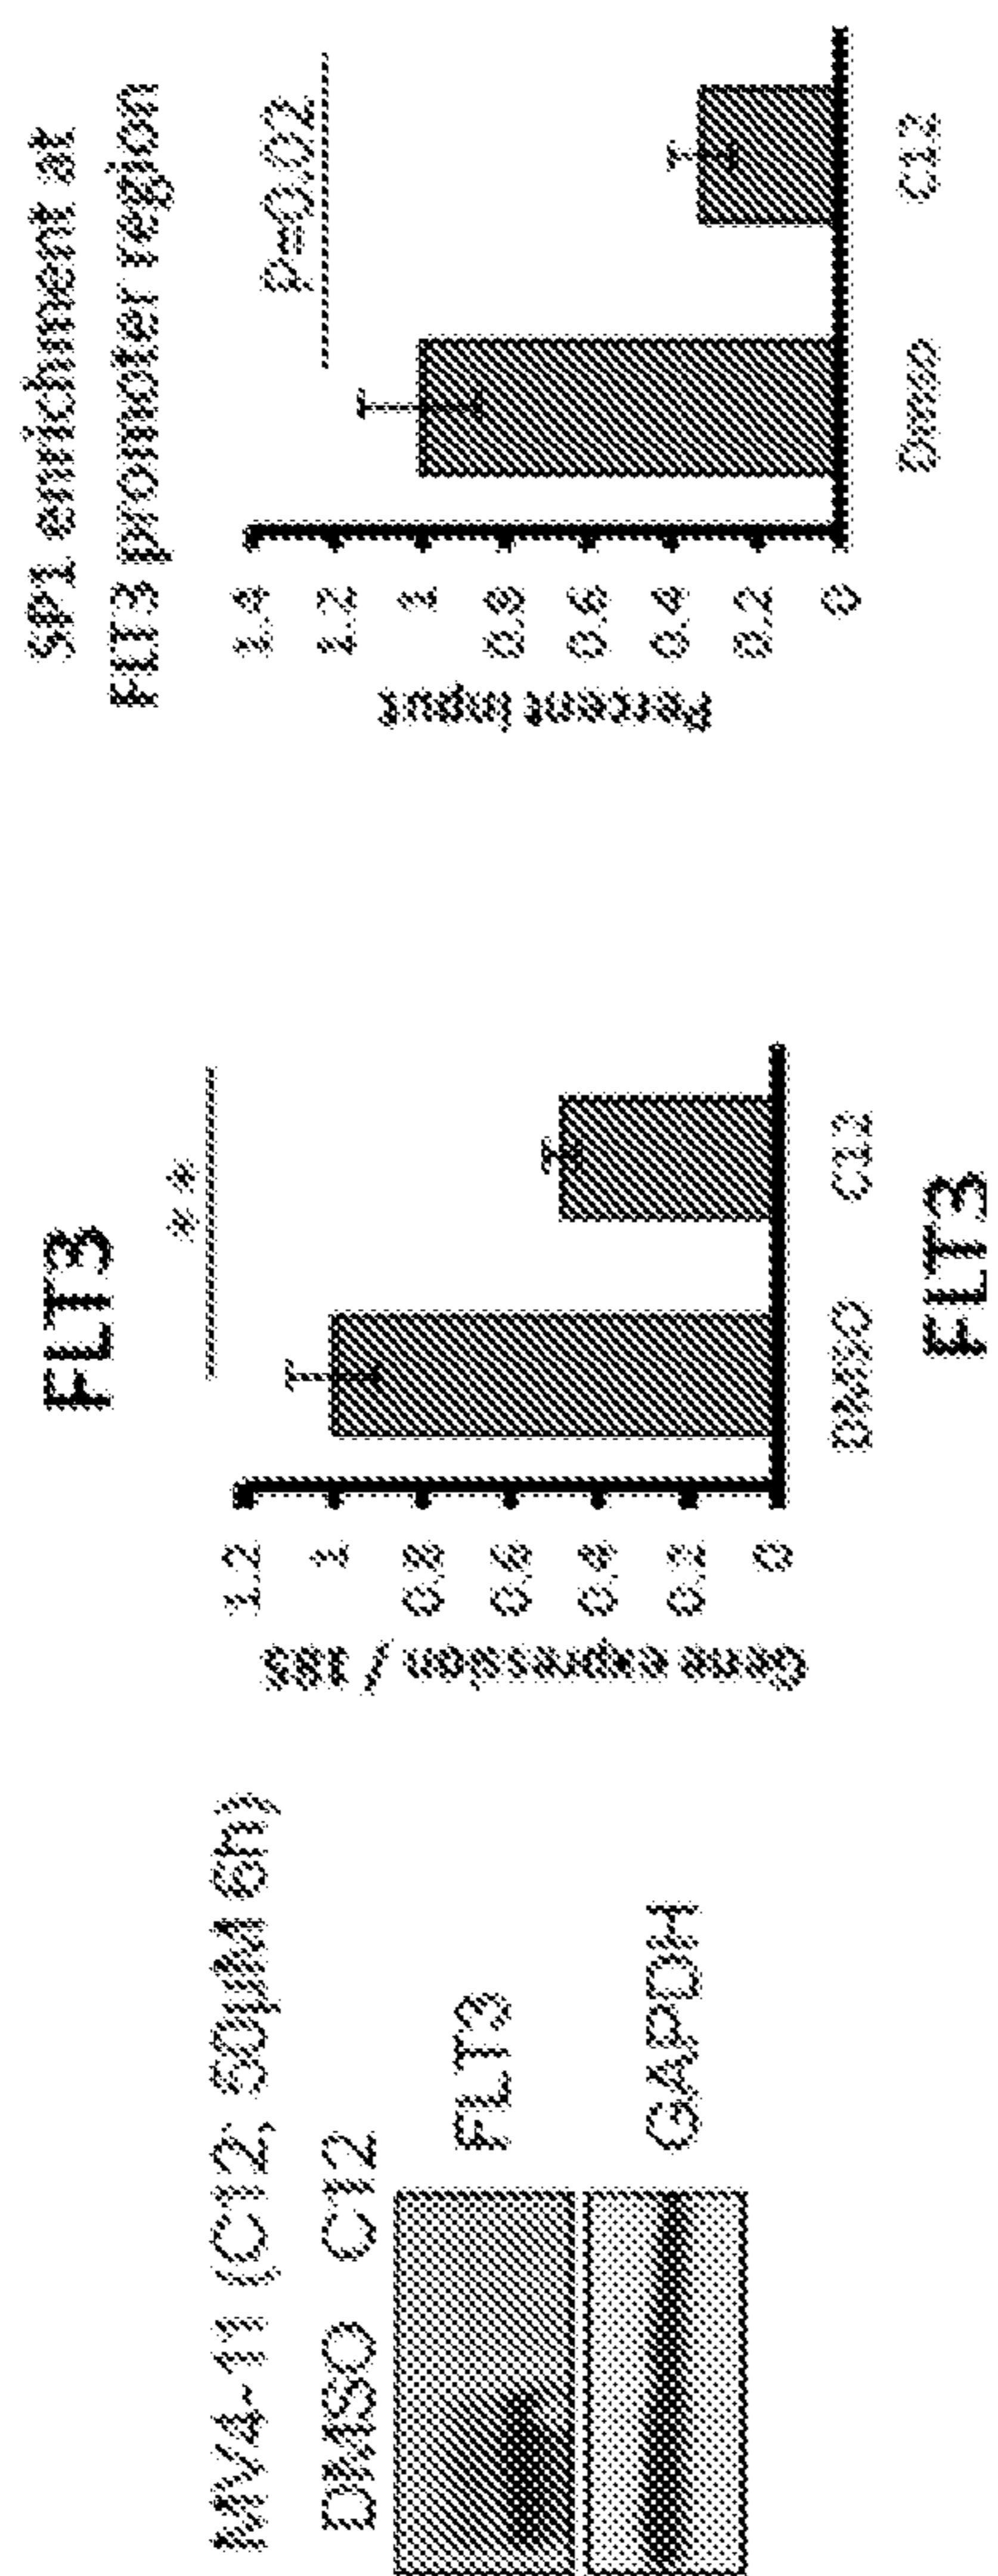 MV4-11 (C12, 50µM 6h)
DMSO C12
FLT3
GAPDH
FLT3
**
Gene expression / 18S
1.2
1
0.8
0.6
0.4
0.2
0
DMSO C12
FLT3
SP1 enrichment at
FLT3 promoter region
P=0.02
Percent input
1.4
1.2
1
0.8
0.6
0.4
0.2
0
Dmso C12